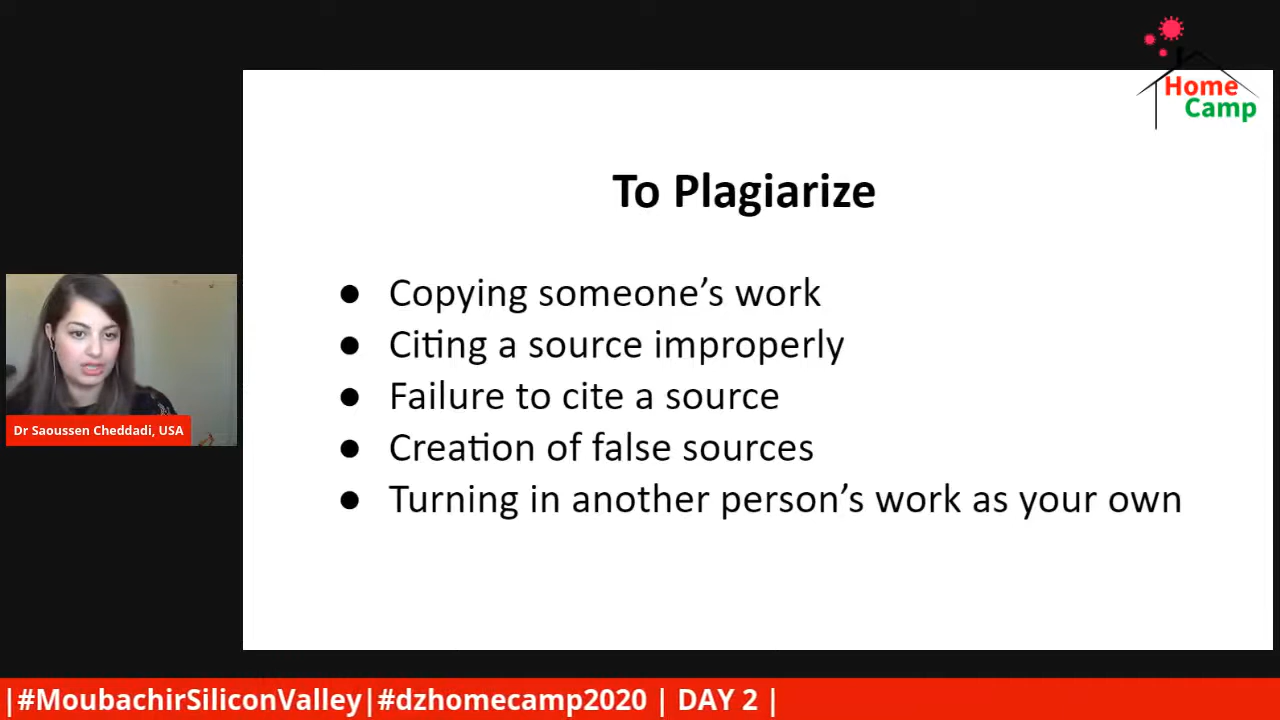 Home
Camp
To Plagiarize
● Copying someone’s work
● Citing a source improperly
● Failure to cite a source
● Creation of false sources
● Turning in another person’s work as your own
Dr Saoussen Cheddadi, USA
|#MoubachirSiliconValley|#dzhomecamp2020 | DAY 2 |